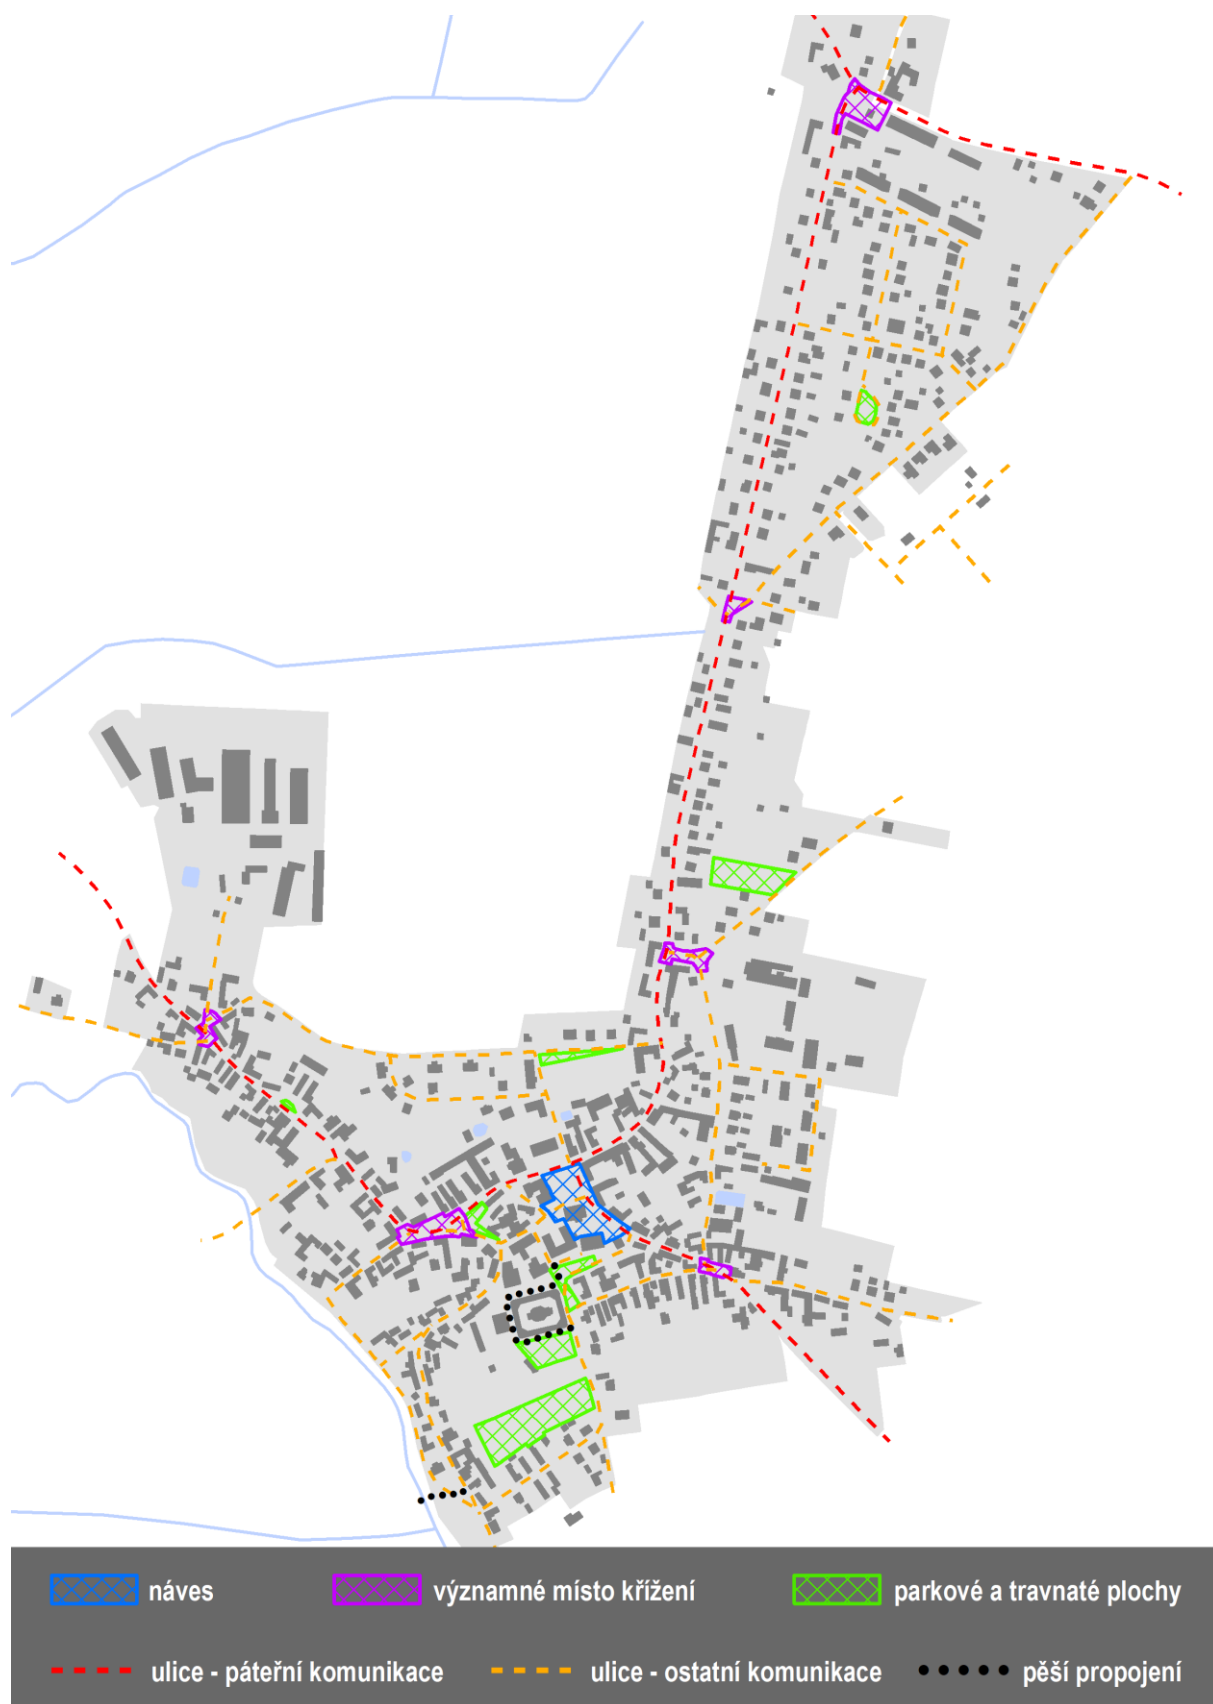 náves
významné místo křížení
parkové a travnaté plochy
ulice - páteřní komunikace
ulice - ostatní komunikace
pěší propojení